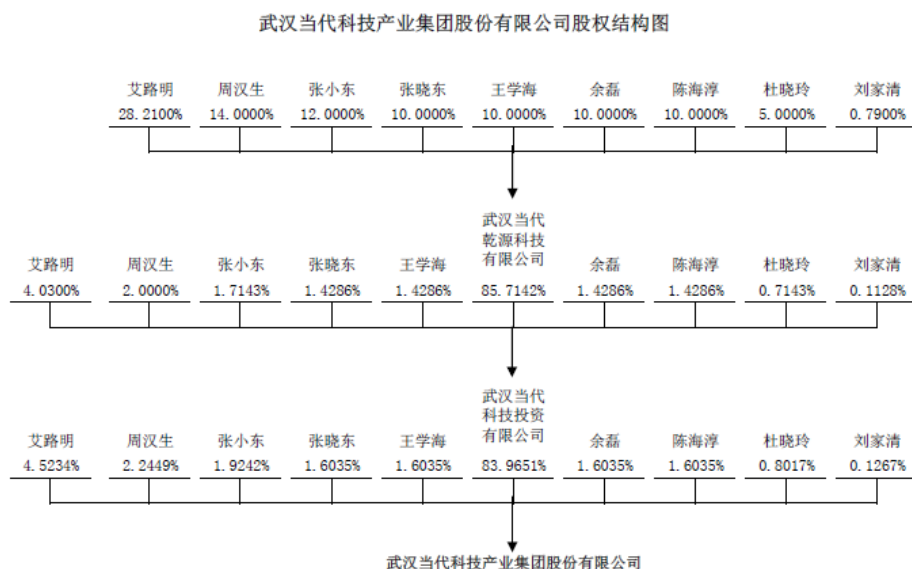 武汉当代科技产业集团股份有限公司股权结构图
艾路明 周汉生 张小东 张晓东 王学海 余磊 陈海淳 杜晓玲 刘家清
28.2100% 14.0000% 12.0000% 10.0000% 10.0000% 10.0000% 10.0000% 5.0000% 0.7900%
武汉当代
乾源科技
有限公司
艾路明 周汉生 张小东 张晓东 王学海 余磊 陈海淳 杜晓玲 刘家清
4.0300% 2.0000% 1.7143% 1.4286% 1.4286% 85.7142% 1.4286% 1.4286% 0.7143% 0.1128%
武汉当代
科技投资
有限公司
艾路明 周汉生 张小东 张晓东 王学海 余磊 陈海淳 杜晓玲 刘家清
4.5234% 2.2449% 1.9242% 1.6035% 1.6035% 83.9651% 1.6035% 1.6035% 0.8017% 0.1267%
武汉当代科技产业集团股份有限公司